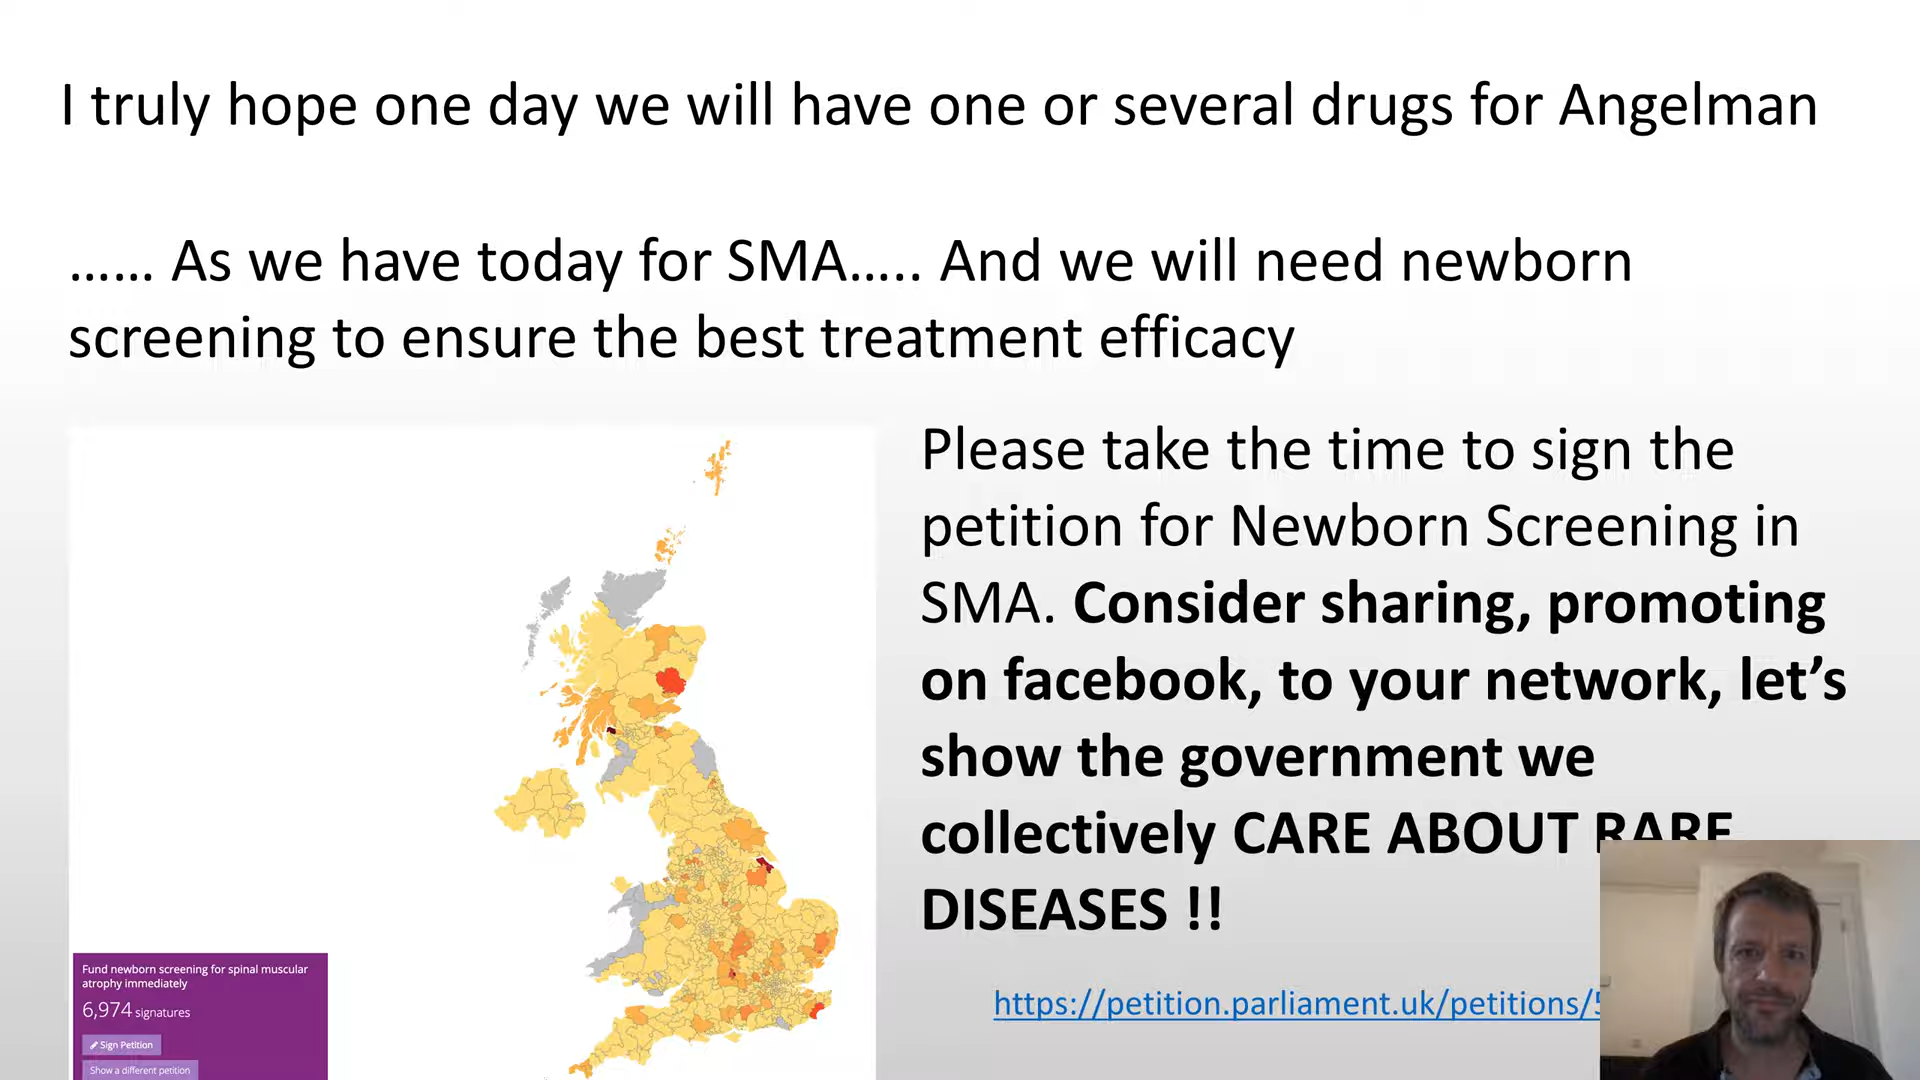 I truly hope one day we will have one or several drugs for Angelman
...... As we have today for SMA..... And we will need newborn
screening to ensure the best treatment efficacy
Please take the time to sign the
petition for Newborn Screening in
SMA. Consider sharing, promoting
on facebook, to your network, let’s
show the government we
collectively CARE ABOUT RARE
DISEASES !!
https://petition.parliament.uk/petitions/5
Fund newborn screening for spinal muscular
atrophy immediately
6,974 signatures
Sign Petition
Show a different petition